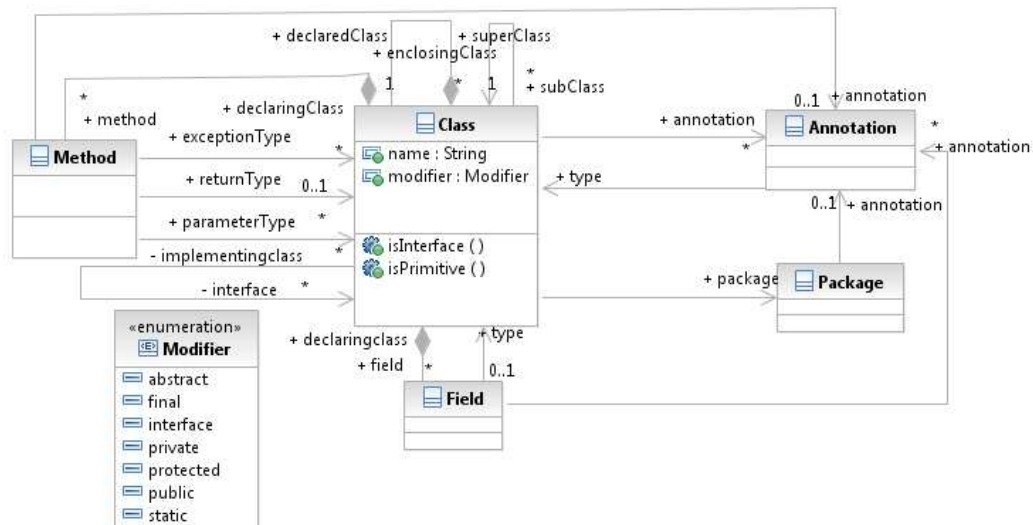 + declaredClass
+ superClass
+ enclosingClass
*
1
*
1
*
+ subClass
+ declaringClass
+ method
0..1
+ annotation
Class
+ annotation
Annotation
*
+ annotation
+ exceptionType
*
name : String
*
Method
modifier : Modifier
+ returnType
0..1
+ type
0..1
+ annotation
+ parameterType
*
- implementingclass
*
isInterface ( )
isPrimitive ( )
- interface
*
+ package
Package
«enumeration»
Modifier
+ declaringclass
+ type
+ field
*
0..1
Field
abstract
final
interface
private
protected
public
static